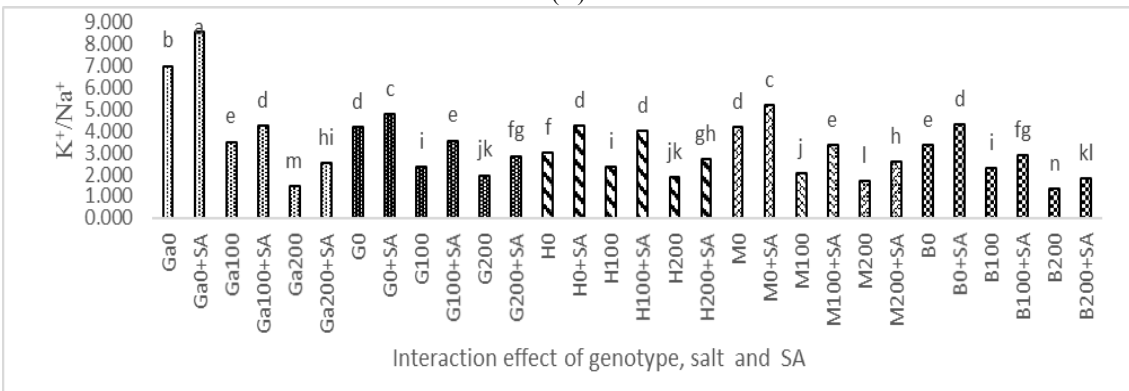 9.000
8.000
7.000
6.000
5.000
4.000
3.000
2.000
1.000
0.000
K⁺/Na⁺
b a e d m hi d c i e jk fg f d i d jk gh d c j e l h e d i fg n kl
Ga0 Ga0+SA Ga100 Ga100+SA Ga200 Ga200+SA G0 G0+SA G100 G100+SA G200 G200+SA H0 H0+SA H100 H100+SA H200 H200+SA M0 M0+SA M100 M100+SA M200 M200+SA B0 B0+SA B100 B100+SA B200 B200+SA
Interaction effect of genotype, salt and SA